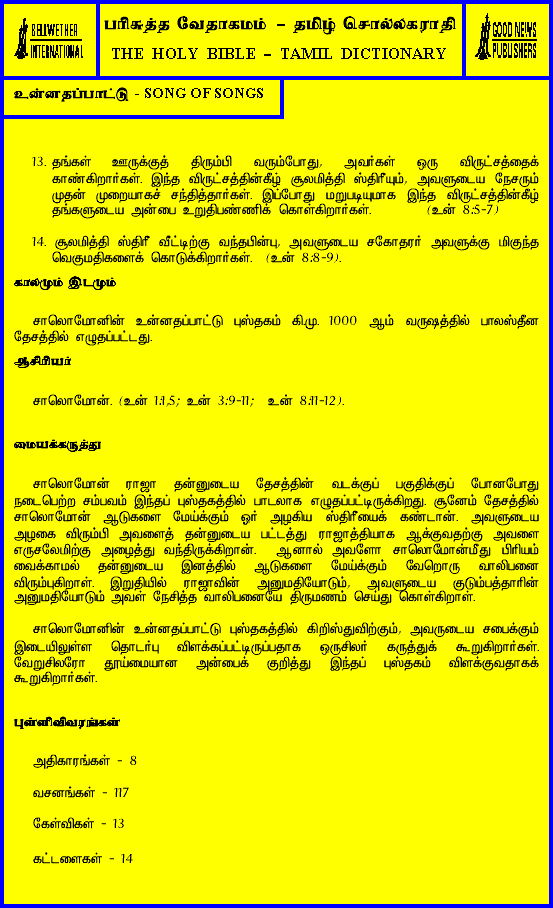 BELLWETHER
INTERNATIONAL
பரிசுத்த வேதாகமம் – தமிழ் சொல்லகராதி
THE HOLY BIBLE – TAMIL DICTIONARY
GOOD NEWS
PUBLISHERS
உன்னதப்பாட்டு - SONG OF SONGS
13. தங்கள் ஊருக்குத் திரும்பி வரும்போது, அவர்கள் ஒரு விருட்சத்தைக்
காண்கிறார்கள். இந்த விருட்சத்தின்கீழ் சூலமித்தி ஸ்திரீயும், அவளுடைய நேசரும்
முதன் முறையாகச் சந்தித்தார்கள். இப்போது மறுபடியுமாக இந்த விருட்சத்தின்கீழ்
தங்களுடைய அன்பை உறுதிபண்ணிக் கொள்கிறார்கள். (உன் 8:5-7)
14. சூலமித்தி ஸ்திரீ வீட்டிற்கு வந்தபின்பு, அவளுடைய சகோதரர் அவளுக்கு மிகுந்த
வெகுமதிகளைக் கொடுக்கிறார்கள். (உன் 8:8-9).
காலமும் இடமும்
சாலொமோனின் உன்னதப்பாட்டு புஸ்தகம் கி.மு. 1000 ஆம் வருஷத்தில் பாலஸ்தீன
தேசத்தில் எழுதப்பட்டது.
ஆசிரியர்
சாலொமோன். (உன் 1:1,5; உன் 3:9-11; உன் 8:11-12).
மையக்கருத்து
சாலொமோன் ராஜா தன்னுடைய தேசத்தின் வடக்குப் பகுதிக்குப் போனபோது
நடைபெற்ற சம்பவம் இந்தப் புஸ்தகத்தில் பாடலாக எழுதப்பட்டிருக்கிறது. சூனேம் தேசத்தில்
சாலொமோன் ஆடுகளை மேய்க்கும் ஓர் அழகிய ஸ்திரீயைக் கண்டான். அவளுடைய
அழகை விரும்பி அவளைத் தன்னுடைய பட்டத்து ராஜாத்தியாக ஆக்குவதற்கு அவளை
எருசலேமிற்கு அழைத்து வந்திருக்கிறான். ஆனால் அவளோ சாலொமோன்மீது பிரியம்
வைக்காமல் தன்னுடைய இனத்தில் ஆடுகளை மேய்க்கும் வேறொரு வாலிபனை
விரும்புகிறாள். இறுதியில் ராஜாவின் அனுமதியோடும், அவளுடைய குடும்பத்தாரின்
அனுமதியோடும் அவள் நேசித்த வாலிபனையே திருமணம் செய்து கொள்கிறாள்.
சாலொமோனின் உன்னதப்பாட்டு புஸ்தகத்தில் கிறிஸ்துவிற்கும், அவருடைய சபைக்கும்
இடையிலுள்ள தொடர்பு விளக்கப்பட்டிருப்பதாக ஒருசிலர் கருத்துக் கூறுகிறார்கள்.
வேறுசிலரோ தூய்மையான அன்பைக் குறித்து இந்தப் புஸ்தகம் விளக்குவதாகக்
கூறுகிறார்கள்.
புள்ளிவிவரங்கள்
அதிகாரங்கள் - 8
வசனங்கள் - 117
கேள்விகள் - 13
கட்டளைகள் - 14